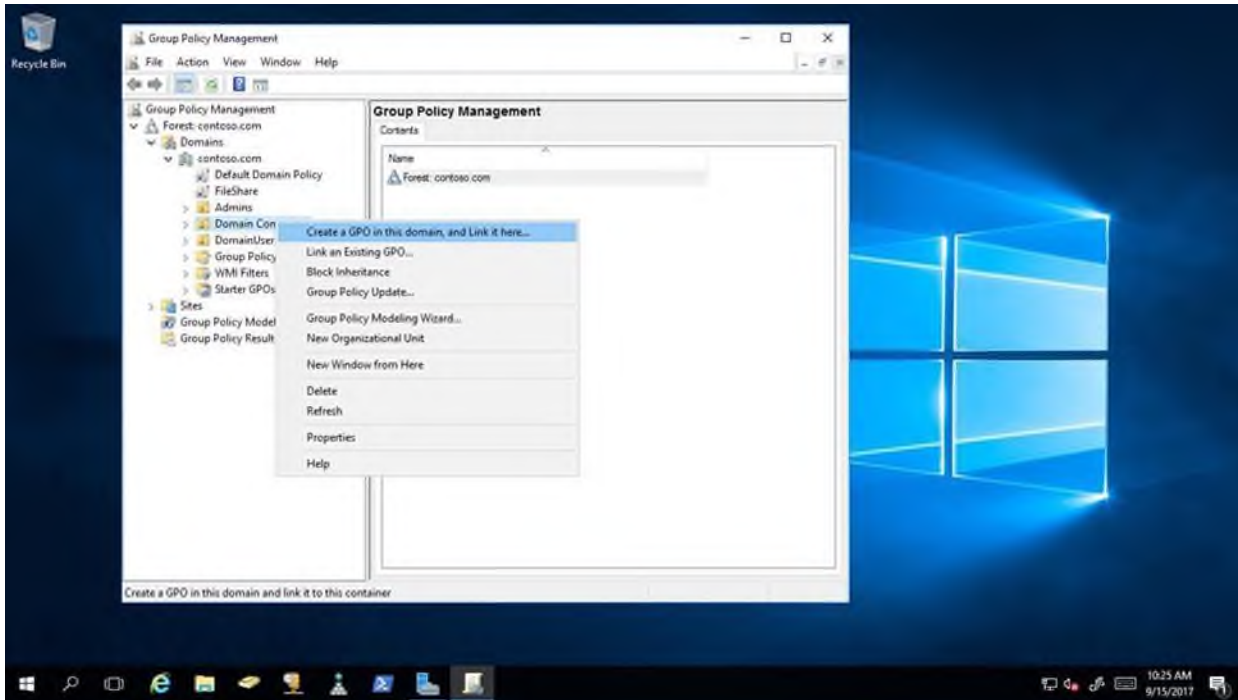 Recycle Bin
Group Policy Management
File Action View Window Help
Group Policy Management
Forest: contoso.com
Domains
contoso.com
Default Domain Policy
FileShare
Admins
Domain Con
DomainUser
Group Policy
WMI Filters
Starter GPOs
Sites
Group Policy Model
Group Policy Result
Group Policy Management
Contents
Name
Forest: contoso.com
Create a GPO in this domain, and Link it here...
Link an Existing GPO...
Block Inheritance
Group Policy Update...
Group Policy Modeling Wizard...
New Organizational Unit
New Window from Here
Delete
Refresh
Properties
Help
Create a GPO in this domain and link it to this container
10:25 AM
9/15/2017